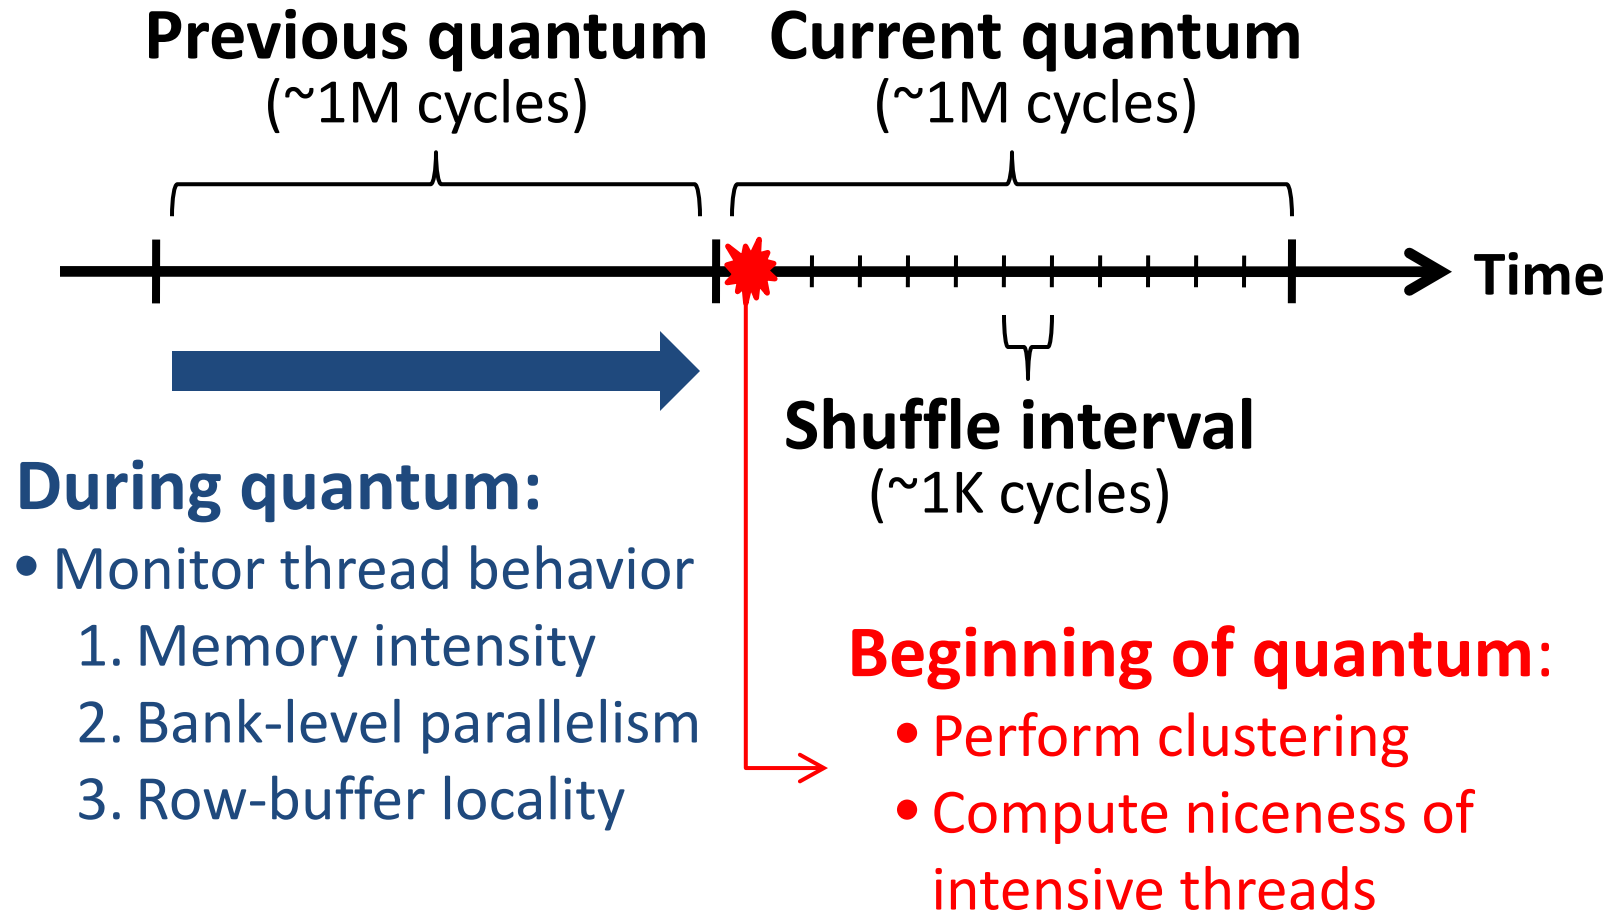 Previous quantum
(~1M cycles)
Current quantum
(~1M cycles)
Time
Shuffle interval
(~1K cycles)
During quantum:
• Monitor thread behavior
1. Memory intensity
2. Bank-level parallelism
3. Row-buffer locality
Beginning of quantum:
• Perform clustering
• Compute niceness of
intensive threads